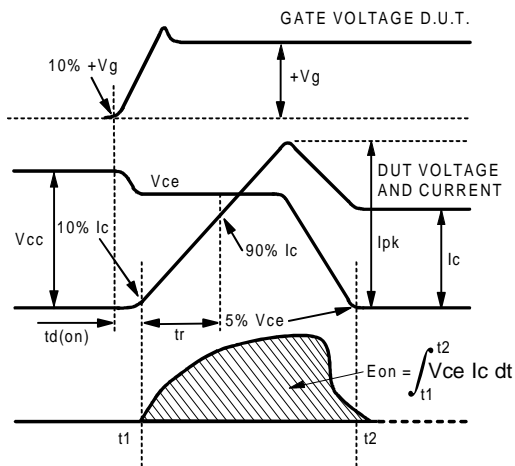 GATE VOLTAGE D.U.T.
10% +Vg
+Vg
Vce
DUT VOLTAGE
AND CURRENT
Vcc
10% Ic
90% Ic
Ipk
Ic
td(on)
tr
5% Vce
Eon = ∫ Vce Ic dt
t2
t1
t1
t2